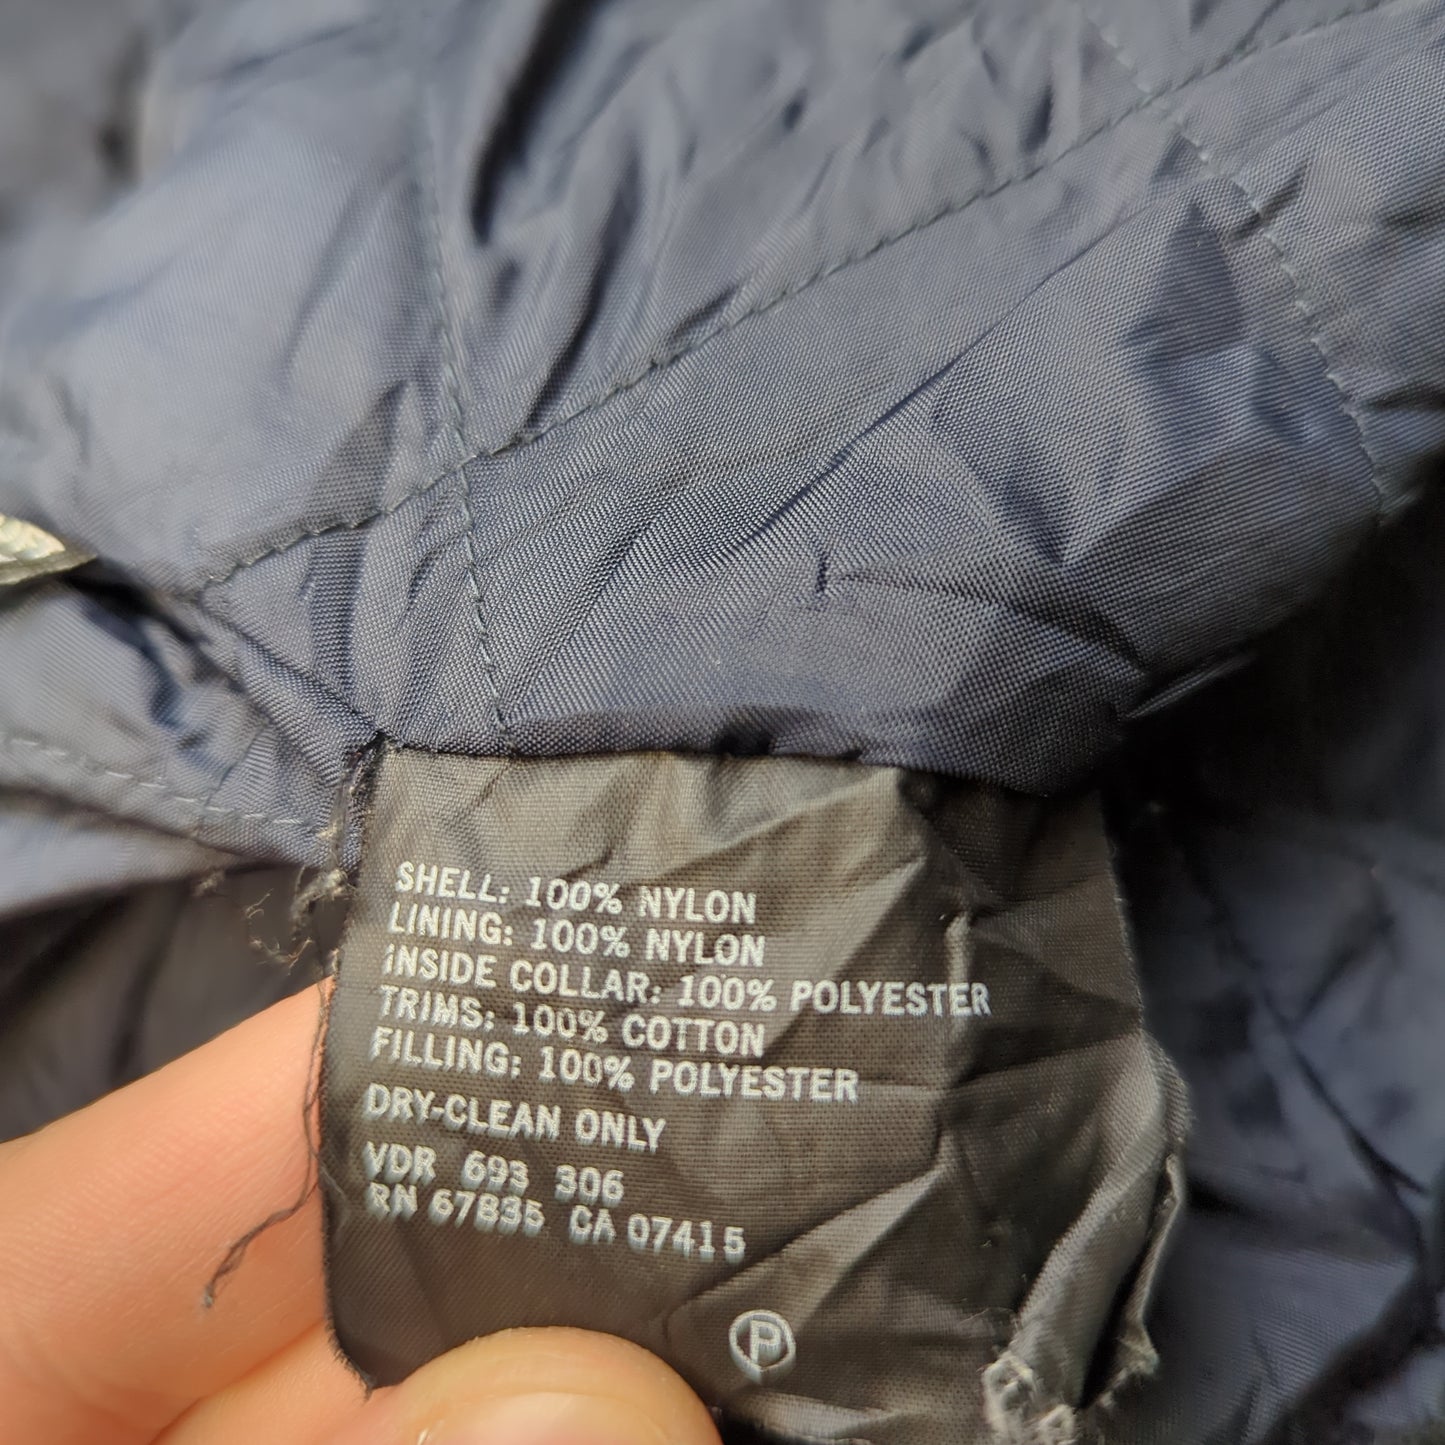 SHELL: 100% NYLON
LINING: 100% NYLON
INSIDE COLLAR: 100% POLYESTER
TRIMS: 100% COTTON
FILLING: 100% POLYESTER
DRY-CLEAN ONLY
VDR 693 306
RN 67835 CA 07415
P